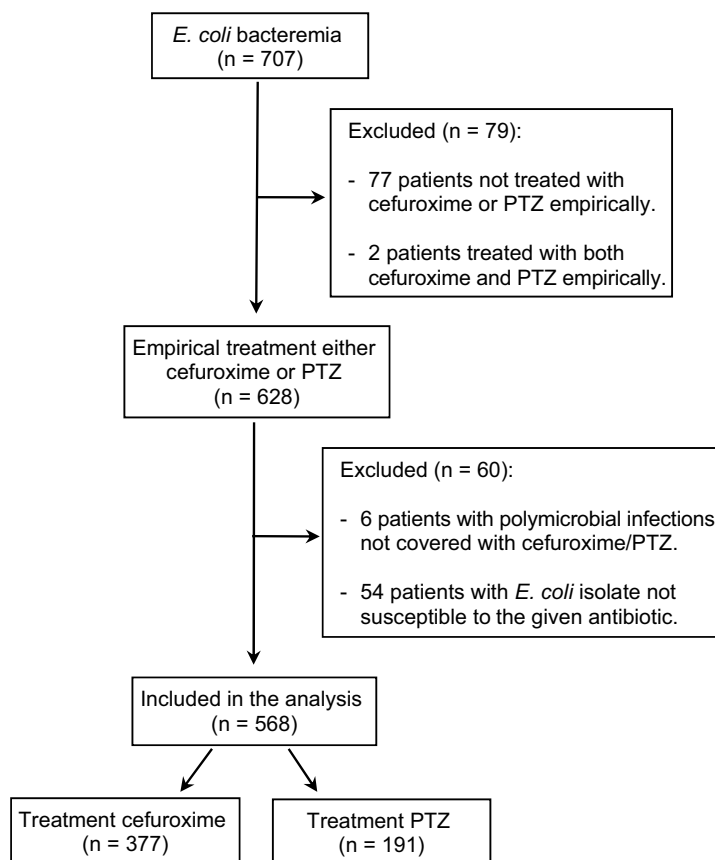 E. coli bacteremia
(n = 707)
Excluded (n = 79):
- 77 patients not treated with
cefuroxime or PTZ empirically.
- 2 patients treated with both
cefuroxime and PTZ empirically.
Empirical treatment either
cefuroxime or PTZ
(n = 628)
Excluded (n = 60):
- 6 patients with polymicrobial infections
not covered with cefuroxime/PTZ.
- 54 patients with E. coli isolate not
susceptible to the given antibiotic.
Included in the analysis
(n = 568)
Treatment cefuroxime
(n = 377)
Treatment PTZ
(n = 191)